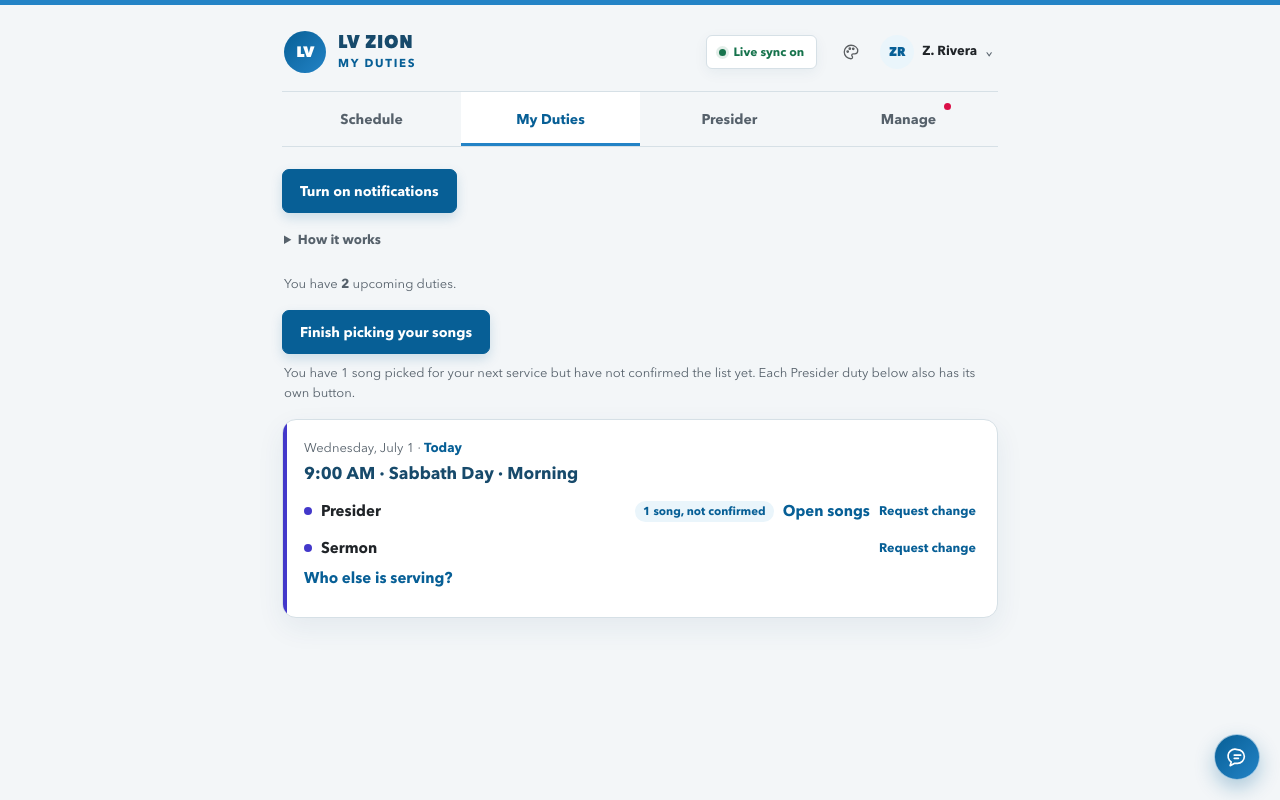 LV
LV ZION
MY DUTIES
Live sync on
ZR
Z. Rivera
Schedule
My Duties
Presider
Manage
Turn on notifications
How it works
You have 2 upcoming duties.
Finish picking your songs
You have 1 song picked for your next service but have not confirmed the list yet. Each Presider duty below also has its
own button.
Wednesday, July 1 · Today
9:00 AM · Sabbath Day · Morning
Presider
1 song, not confirmed
Open songs
Request change
Sermon
Request change
Who else is serving?